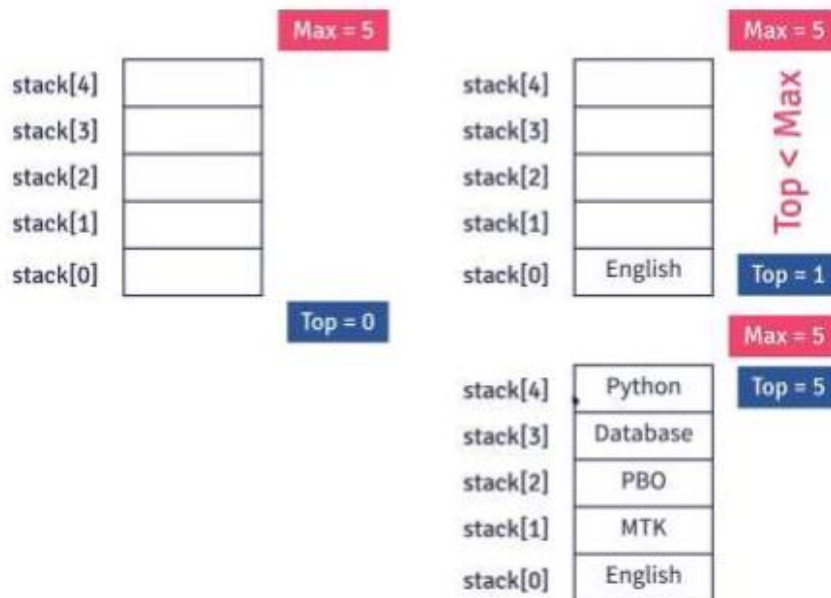 Max = 5
stack[4]
stack[3]
stack[2]
stack[1]
stack[0]
Top = 0
Max = 5
stack[4]
stack[3]
stack[2]
stack[1]
stack[0] English
Top < Max
Top = 1
Max = 5
stack[4] Python Top = 5
stack[3] Database
stack[2] PBO
stack[1] MTK
stack[0] English